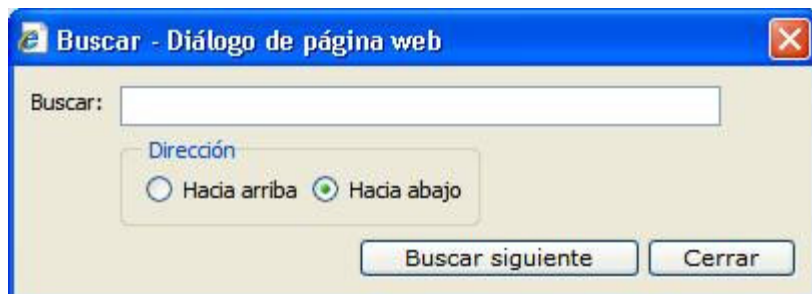 Buscar - Diálogo de página web
Buscar:
Dirección
Hacia arriba Hacia abajo
Buscar siguiente Cerrar